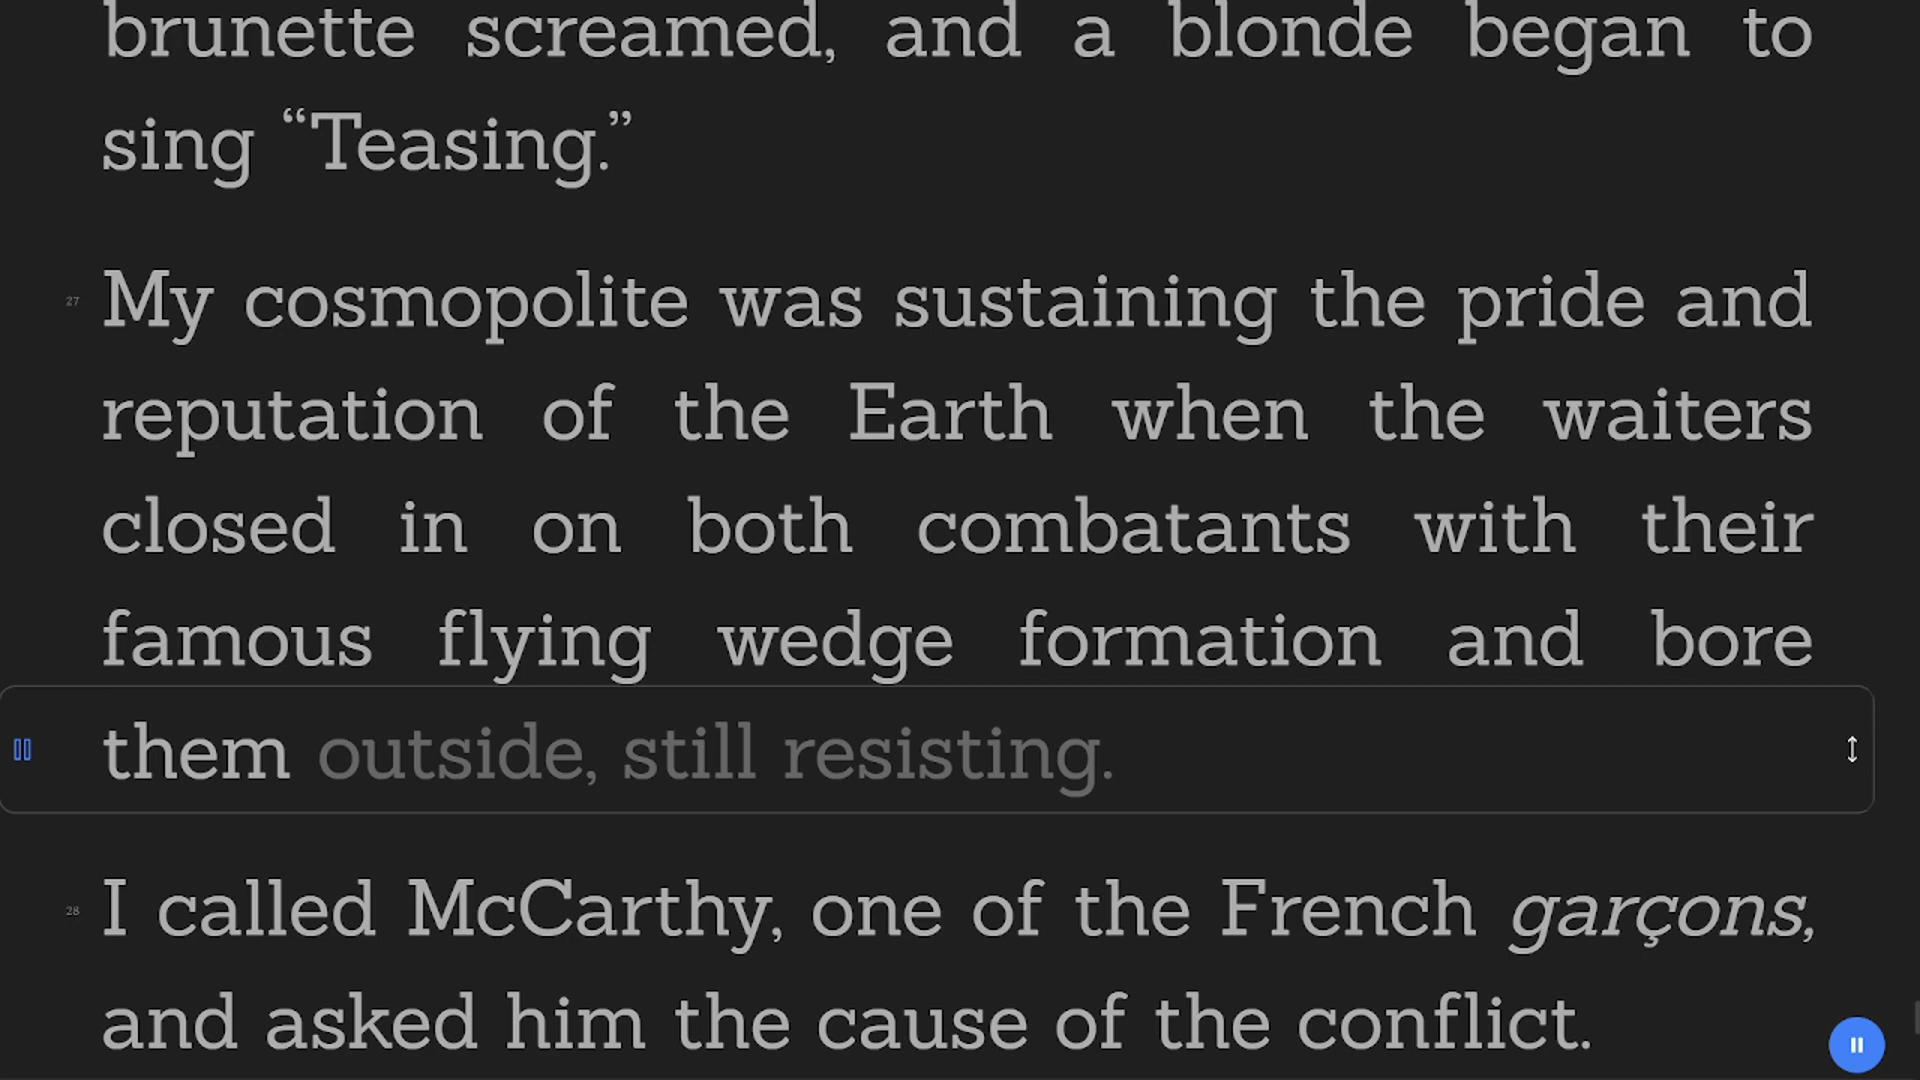 brunette screamed, and a blonde began to
sing “Teasing.”
27
My cosmopolite was sustaining the pride and
reputation of the Earth when the waiters
closed in on both combatants with their
famous flying wedge formation and bore
them outside, still resisting.
28
I called McCarthy, one of the French garçons,
and asked him the cause of the conflict.